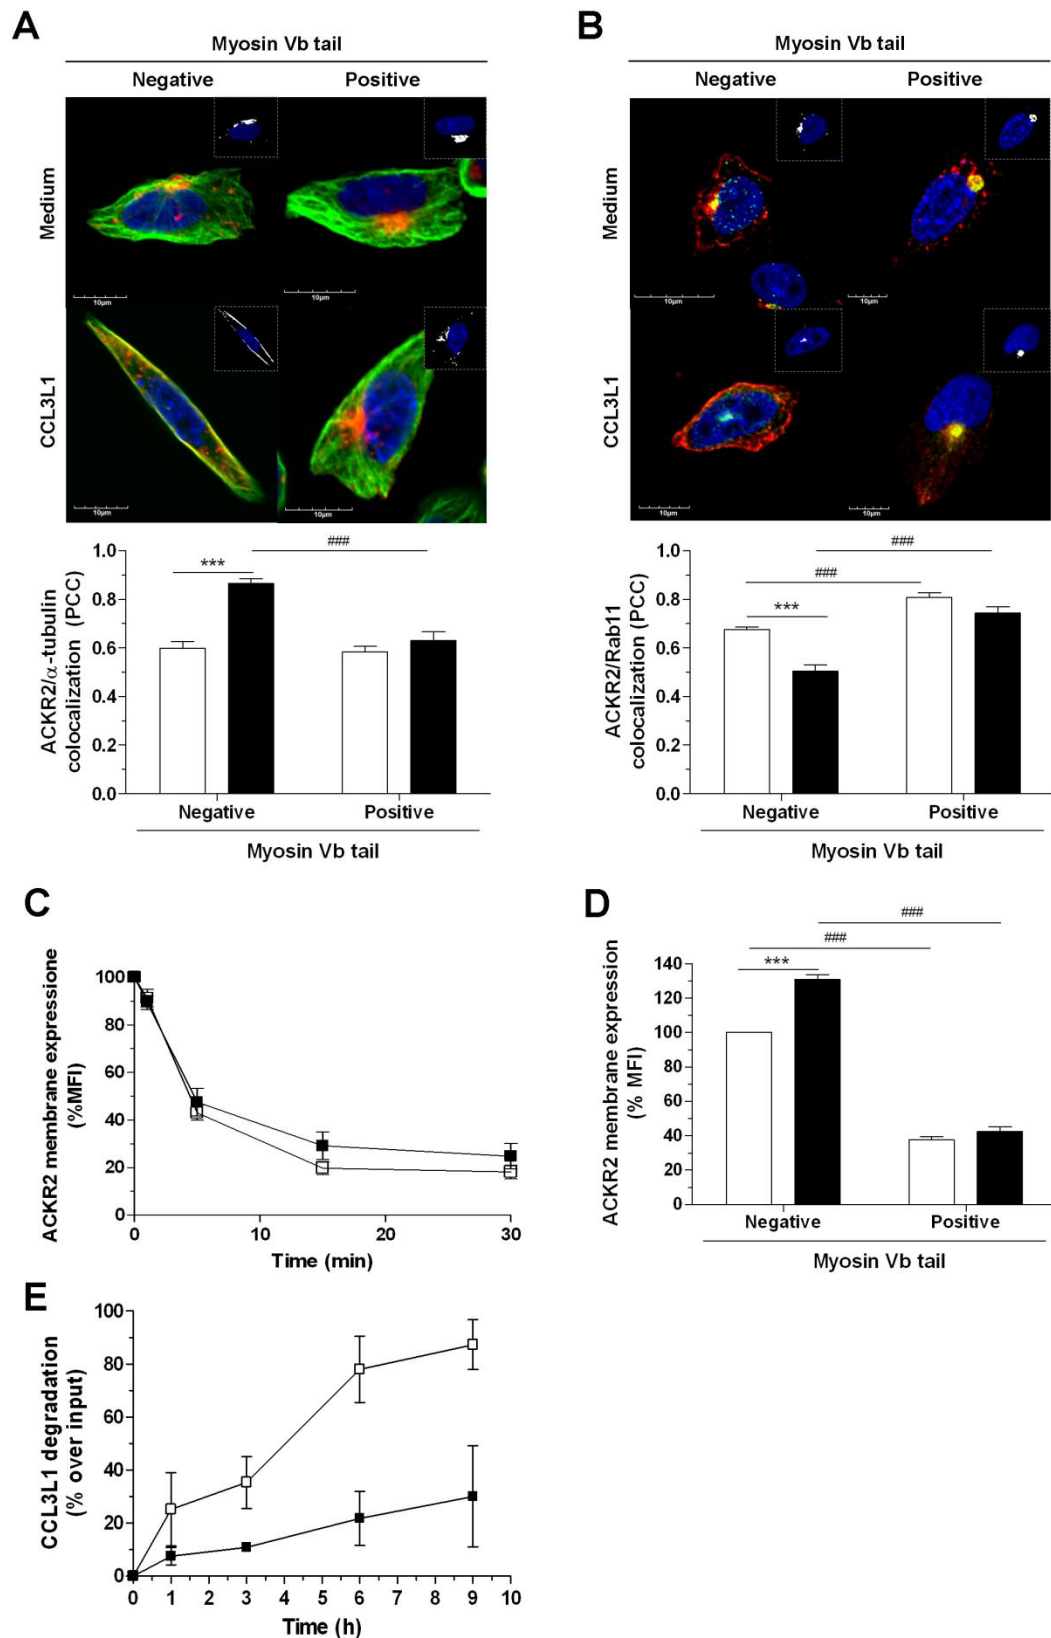 A
Myosin Vb tail
Negative Positive
Medium
10µm 10µm
CCL3L1
10µm 10µm
***
###
ACKR2/α-tubulin
colocalization (PCC)
1.0
0.8
0.6
0.4
0.2
0.0
Negative Positive
Myosin Vb tail
B
Myosin Vb tail
Negative Positive
Medium
10µm 10µm
CCL3L1
10µm 10µm
###
###
***
ACKR2/Rab11
colocalization (PCC)
1.0
0.8
0.6
0.4
0.2
0.0
Negative Positive
Myosin Vb tail
C
ACKR2 membrane expressione
(%MFI)
100
80
60
40
20
0
0 10 20 30
Time (min)
D
###
###
***
ACKR2 membrane expression
(% MFI)
140
120
100
80
60
40
20
0
Negative Positive
Myosin Vb tail
E
CCL3L1 degradation
(% over input)
100
80
60
40
20
0
0 1 2 3 4 5 6 7 8 9 10
Time (h)